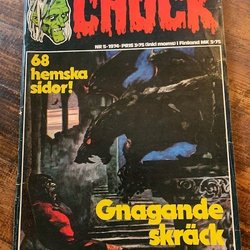 CHOCK
NR 5 · 1974 · PRIS 3:75 (inkl moms) I Finland MK 3:75
68
hemska
sidor!
Gnagande
skräck